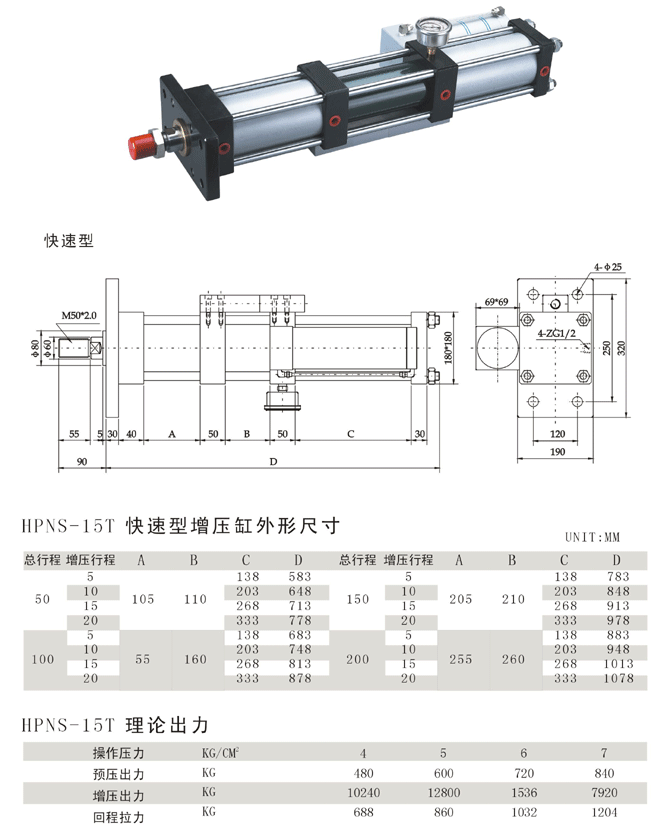 快速型
4-Φ25
M50*2.0
69*69
Φ80
Φ60
180*180
4-ZG1/2
250
320
55
5
30
40
A
50
B
50
C
30
120
90
D
190
HPNS-15T 快速型增压缸外形尺寸
UNIT:MM
总行程 增压行程 A B C D 总行程 增压行程 A B C D
50 5 105 110 138 583 150 5 205 210 138 783
10 203 648 10 203 848
15 268 713 15 268 913
20 333 778 20 333 978
100 5 55 160 138 683 200 5 255 260 138 883
10 203 748 10 203 948
15 268 813 15 268 1013
20 333 878 20 333 1078
HPNS-15T 理论出力
操作压力 KG/CM² 4 5 6 7
预压出力 KG 480 600 720 840
增压出力 KG 10240 12800 1536 7920
回程拉力 KG 688 860 1032 1204